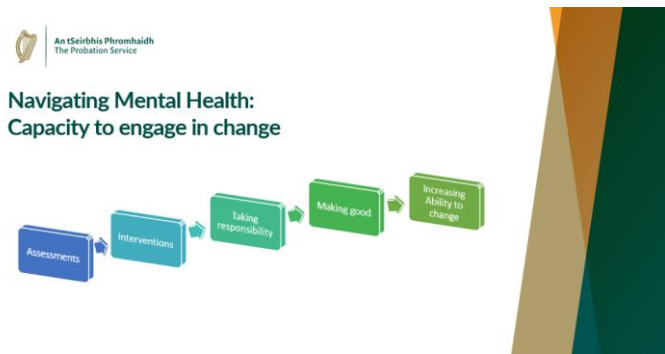 An tSeirbhís Phromhaidh
The Probation Service
Navigating Mental Health:
Capacity to engage in change
Assessments
Interventions
Taking
responsibility
Making good
Increasing
Ability to
change